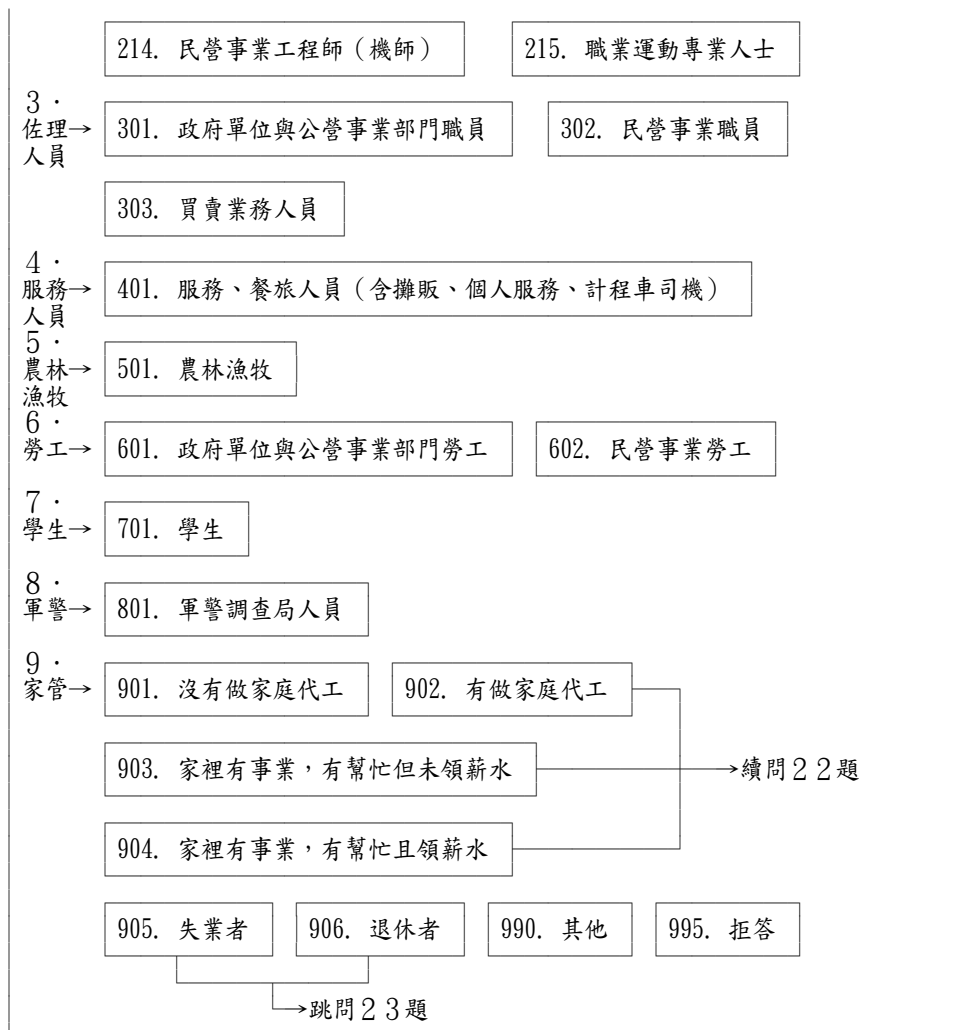 214. 民營事業工程師（機師） 215. 職業運動專業人士
3．
佐理→ 301. 政府單位與公營事業部門職員 302. 民營事業職員
人員
303. 買賣業務人員
4．
服務→ 401. 服務、餐旅人員（含攤販、個人服務、計程車司機）
人員
5．
農林→ 501. 農林漁牧
漁牧
6．
勞工→ 601. 政府單位與公營事業部門勞工 602. 民營事業勞工
7．
學生→ 701. 學生
8．
軍警→ 801. 軍警調查局人員
9．
家管→ 901. 沒有做家庭代工 902. 有做家庭代工
903. 家裡有事業，有幫忙但未領薪水 →續問２２題
904. 家裡有事業，有幫忙且領薪水
905. 失業者 906. 退休者 990. 其他 995. 拒答
→跳問２３題